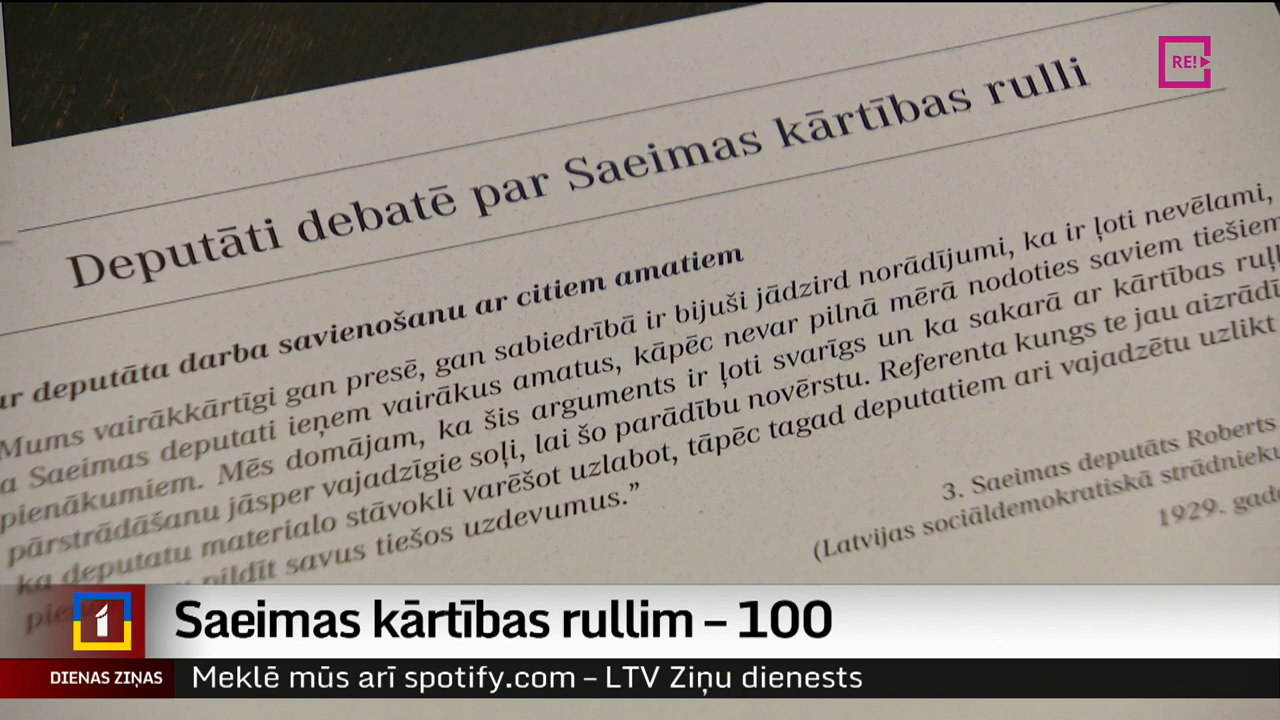 RE!
Deputāti debatē par Saeimas kārtības rulli
deputāta darba savienošanu ar citiem amatiem
Mums vairākkārtīgi gan presē, gan sabiedrībā ir bijuši jādzird norādījumi, ka ir ļoti nevēlami,
Saeimas deputati ieņem vairākus amatus, kāpēc nevar pilnā mērā nodoties saviem tiešiem
pienākumiem. Mēs domājam, ka šis arguments ir ļoti svarīgs un ka sakarā ar kārtības ruļļ
pārstrādāšanu jāsper vajadzīgie soļi, lai šo parādību novērstu. Referenta kungs te jau aizrādī
ka deputatu materialo stāvokli varēšot uzlabot, tāpēc tagad deputatiem ari vajadzētu uzlikt
pildīt savus tiešos uzdevumus.”
3. Saeimas deputāts Roberts
(Latvijas sociāldemokratiskā strādnieku
1929. gada
1 Saeimas kārtības rullim – 100
DIENAS ZIŅAS Meklē mūs arī spotify.com – LTV Ziņu dienests